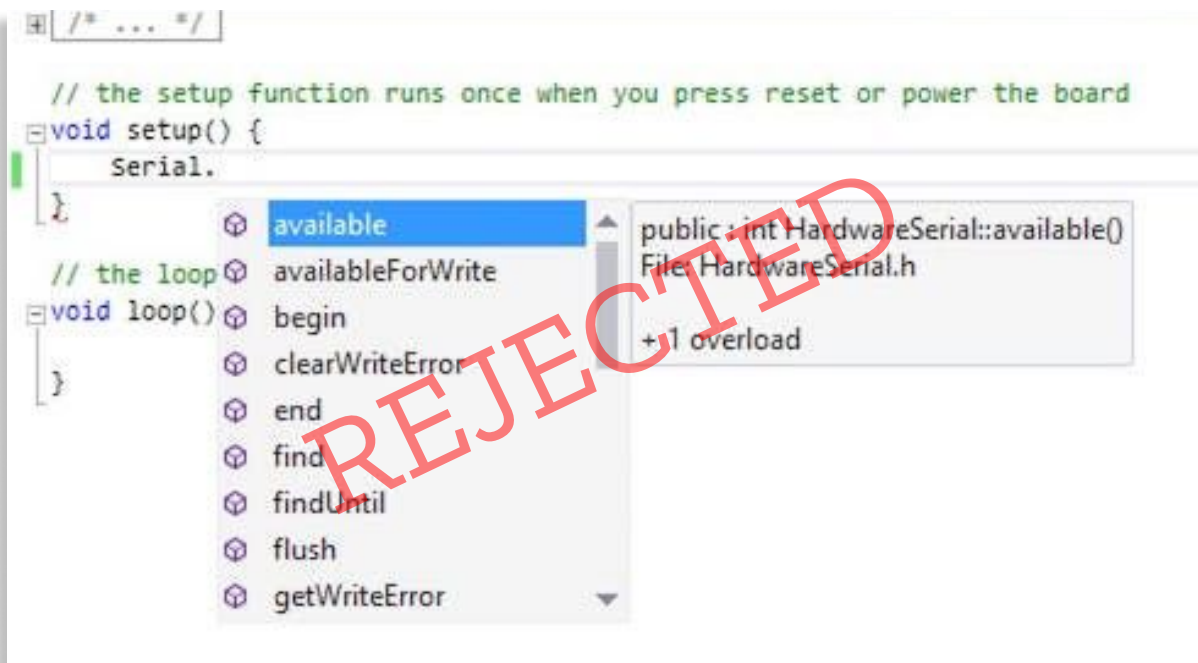 /* ... */
// the setup function runs once when you press reset or power the board
void setup() {
Serial.
}
available
availableForWrite
begin
clearWriteError
end
find
findUntil
flush
getWriteError
public : int HardwareSerial::available()
File: HardwareSerial.h
+ 1 overload
// the loop
void loop()
}
REJECTED